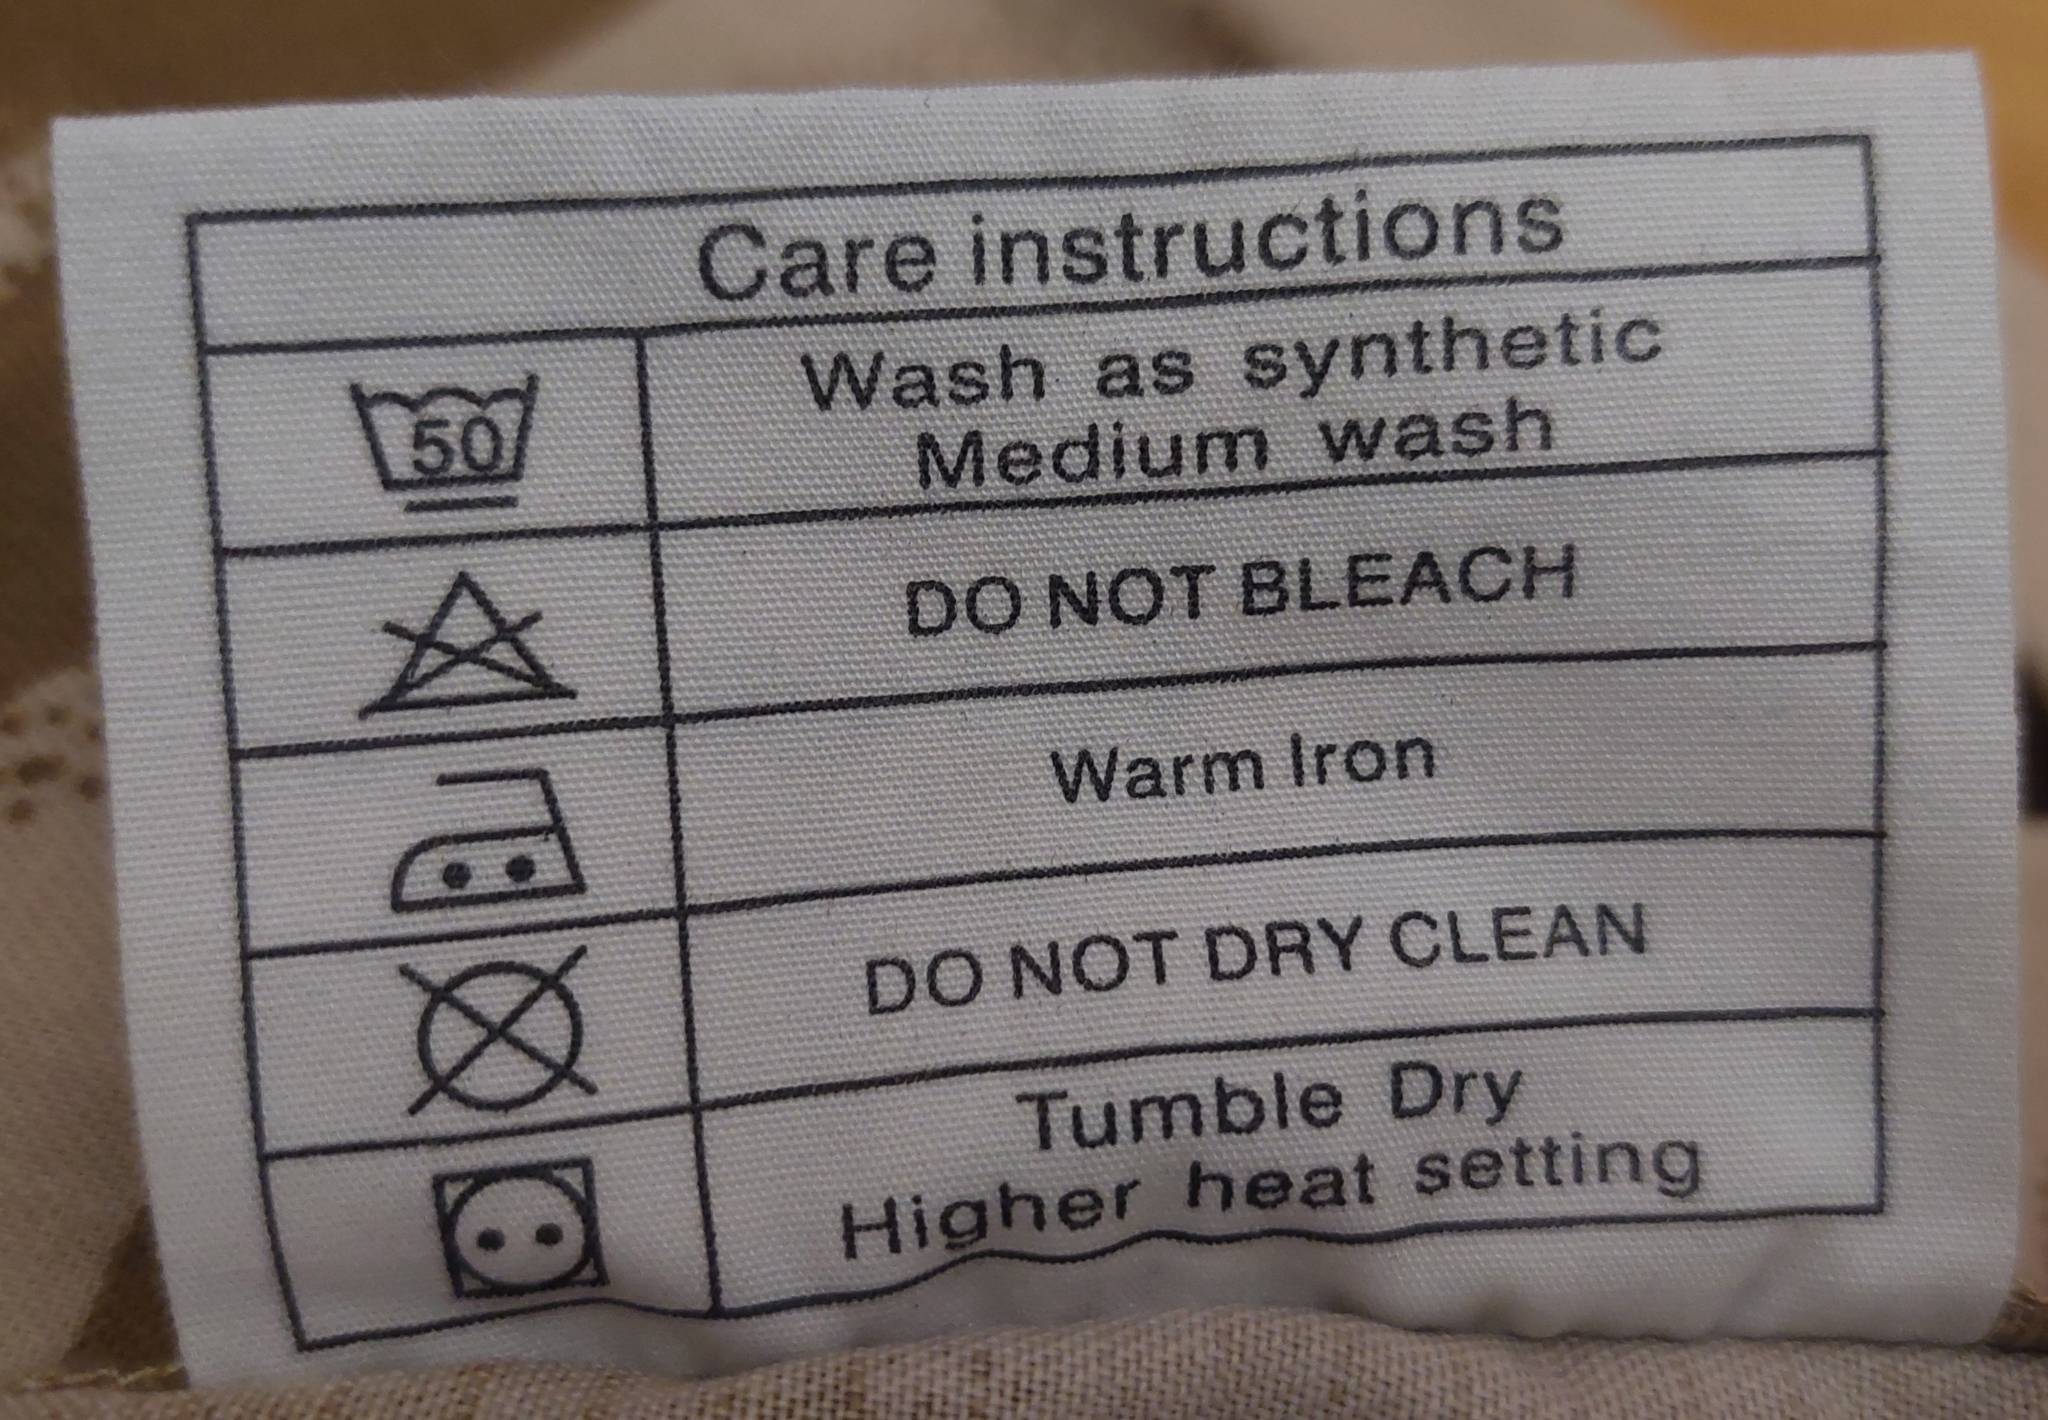 Care instructions
50
Wash as synthetic
Medium wash
DO NOT BLEACH
Warm Iron
DO NOT DRY CLEAN
Tumble Dry
Higher heat setting